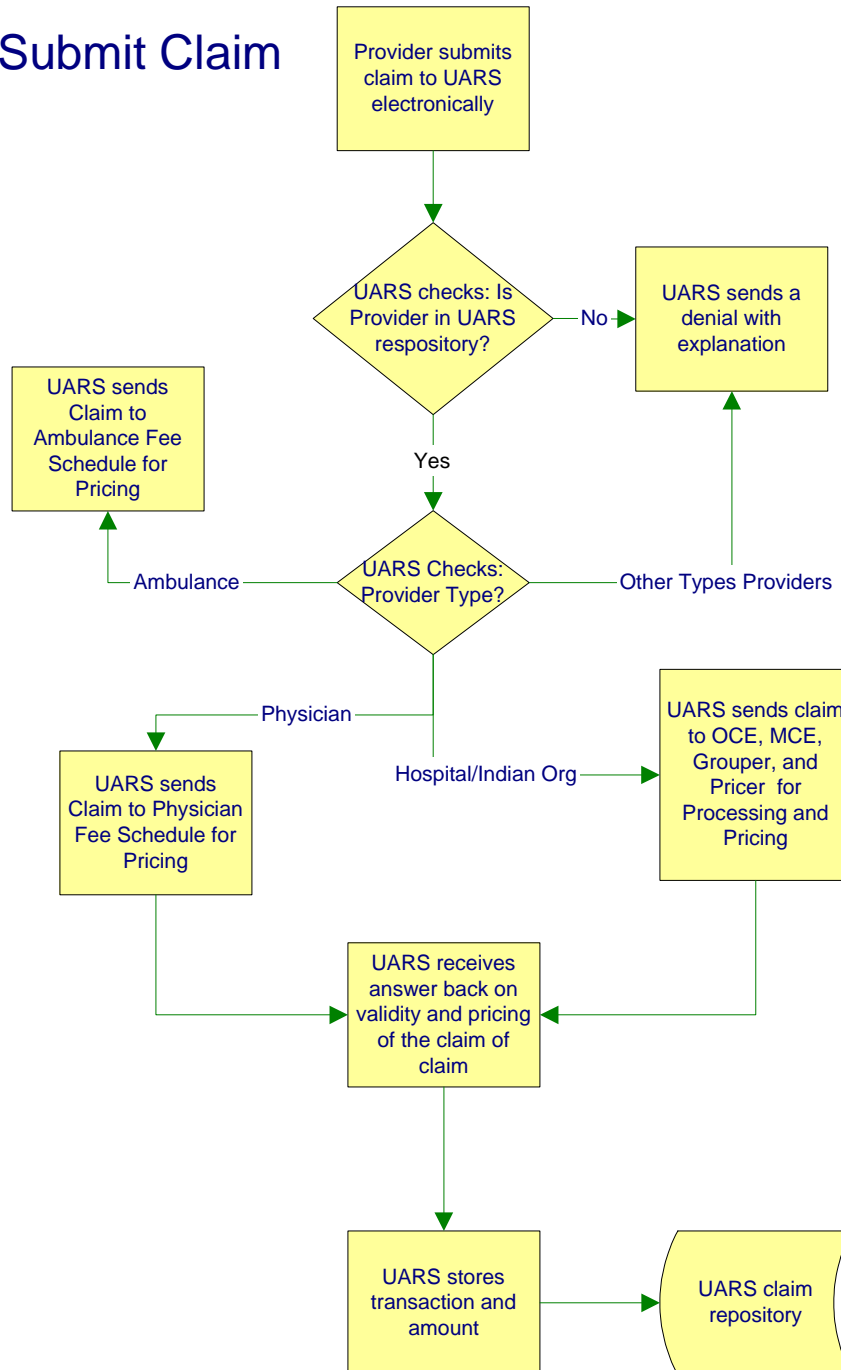 Submit Claim
Provider submits
claim to UARS
electronically
UARS checks: Is
Provider in UARS
respository?
No
UARS sends a
denial with
explanation
UARS sends
Claim to
Ambulance Fee
Schedule for
Pricing
Yes
Ambulance
UARS Checks:
Provider Type?
Other Types Providers
Physician
Hospital/Indian Org
UARS sends claim
to OCE, MCE,
Grouper, and
Pricer for
Processing and
Pricing
UARS sends
Claim to Physician
Fee Schedule for
Pricing
UARS receives
answer back on
validity and pricing
of the claim of
claim
UARS stores
transaction and
amount
UARS claim
repository